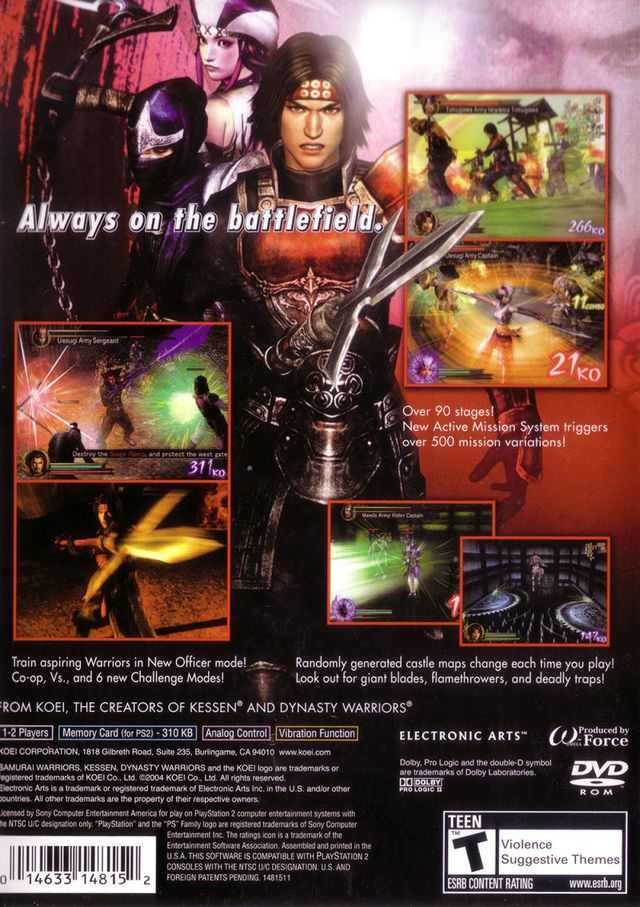 Always on the battlefield.
Tokugawa Army Ieyasu Tokugawa
266 KO
Uesugi Army Captain
11 COMBO
21 KO
Uesugi Army Sergeant
Destroy the Siege Ramp, and protect the west gate
311 KO
Over 90 stages!
New Active Mission System triggers
over 500 mission variations!
Maeda Army Rider Captain
1
147 KO
Train aspiring Warriors in New Officer mode!
Co-op, Vs., and 6 new Challenge Modes!
Randomly generated castle maps change each time you play!
Look out for giant blades, flamethrowers, and deadly traps!
FROM KOEI, THE CREATORS OF KESSEN® AND DYNASTY WARRIORS®
1-2 Players Memory Card (for PS2) - 310 KB Analog Control Vibration Function
KOEI CORPORATION, 1818 Gilbreth Road, Suite 235, Burlingame, CA 94010 www.koei.com
SAMURAI WARRIORS, KESSEN, DYNASTY WARRIORS and the KOEI logo are trademarks or
registered trademarks of KOEI Co., Ltd. ©2004 KOEI Co., Ltd. All rights reserved.
Electronic Arts is a trademark or registered trademark of Electronic Arts Inc. in the U.S. and/or other
countries. All other trademarks are the property of their respective owners.
Licensed by Sony Computer Entertainment America for play on PlayStation 2 computer entertainment systems with
the NTSC U/C designation only. "PlayStation" and the "PS" Family logo are registered trademarks of Sony Computer
Entertainment Inc. The ratings icon is a trademark of the
Entertainment Software Association. Assembled and printed in the
U.S.A. THIS SOFTWARE IS COMPATIBLE WITH PLAYSTATION 2
CONSOLES WITH THE NTSC U/C DESIGNATION. U.S. AND
FOREIGN PATENTS PENDING. 1481511
0 14633 14815 2
ELECTRONIC ARTS™
ω OMEGA Produced by
Force
Dolby, Pro Logic and the double-D symbol
are trademarks of Dolby Laboratories.
DOLBY
PRO LOGIC II
DVD
ROM
TEEN
T
TM
Violence
Suggestive Themes
ESRB CONTENT RATING www.esrb.org